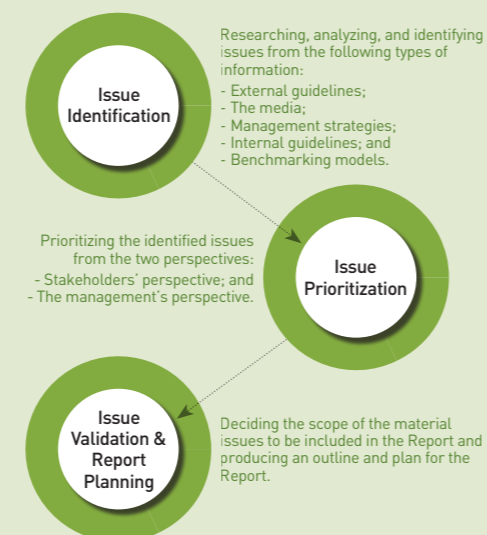 Issue
Identification
Researching, analyzing, and identifying
issues from the following types of
information:
- External guidelines;
- The media;
- Management strategies;
- Internal guidelines; and
- Benchmarking models.
Prioritizing the identified issues
from the two perspectives:
- Stakeholders' perspective; and
- The management's perspective.
Issue
Prioritization
Issue
Validation &
Report
Planning
Deciding the scope of the material
issues to be included in the Report and
producing an outline and plan for the
Report.